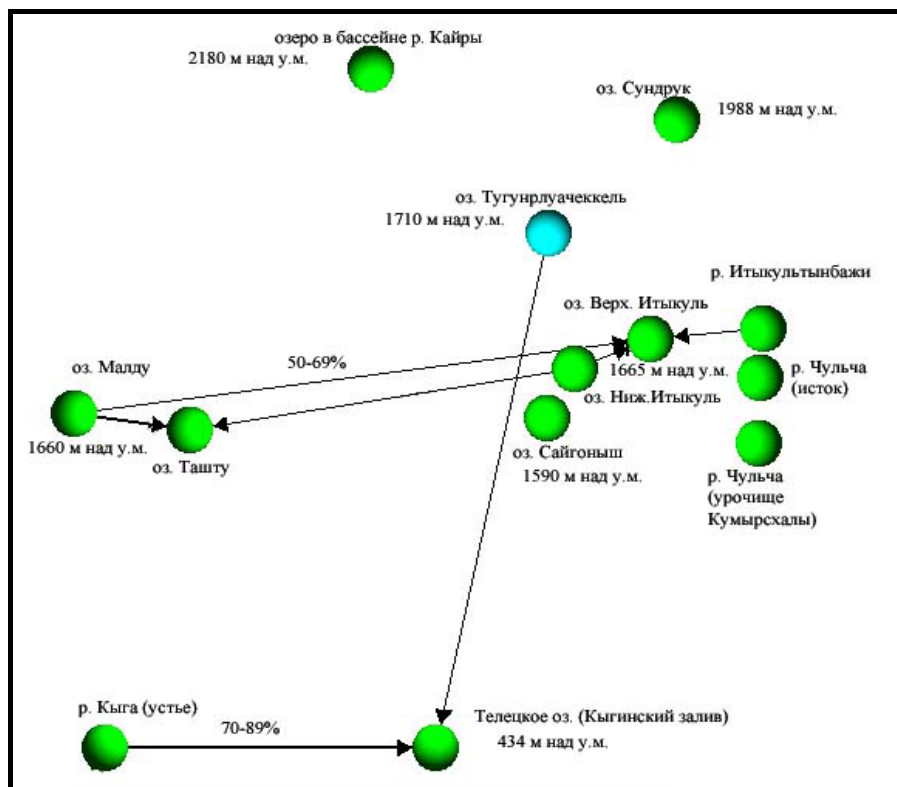 озеро в бассейне р. Кайры
2180 м над у.м.
оз. Сундрук
1988 м над у.м.
оз. Тугунрлуачеккель
1710 м над у.м.
р. Итыкультынбажи
оз. Верх. Итыкуль
50-69%
оз. Малду
1665 м над у.м.
р. Чульча
(исток)
оз. Ниж.Итыкуль
1660 м над у.м.
оз. Ташту
оз. Сайгоныш
1590 м над у.м.
р. Чульча
(урочище
Кумырсхалы)
р. Кыга (устье)
70-89%
Телецкое оз. (Кыгинский залив)
434 м над у.м.